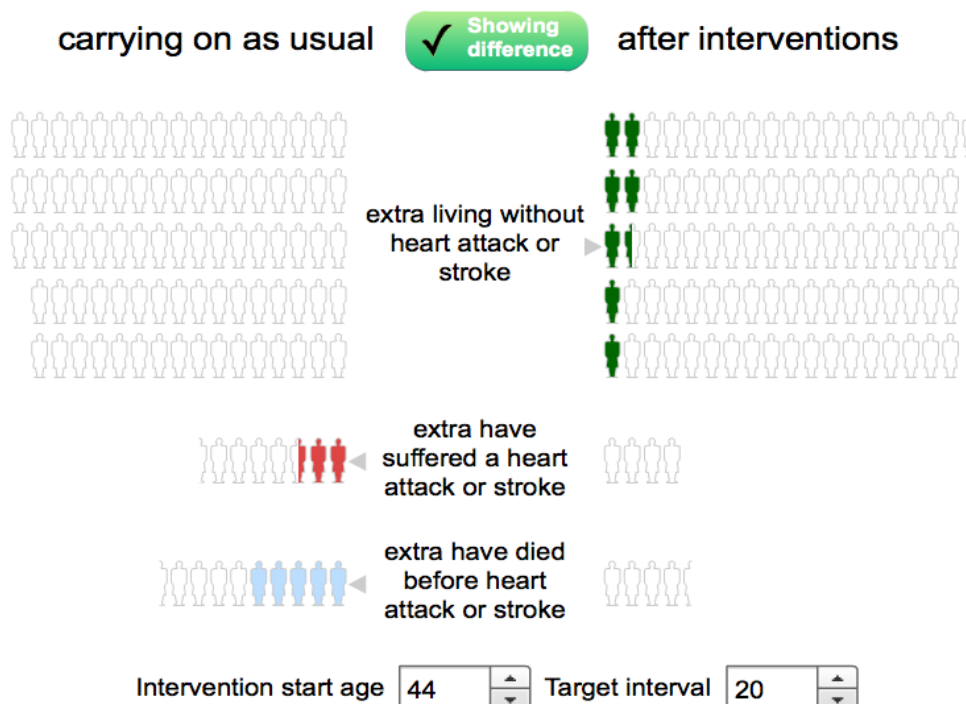 carrying on as usual
Showing
difference
after interventions
extra living without
heart attack or
stroke
extra have
suffered a heart
attack or stroke
extra have died
before heart
attack or stroke
Intervention start age 44 Target interval 20